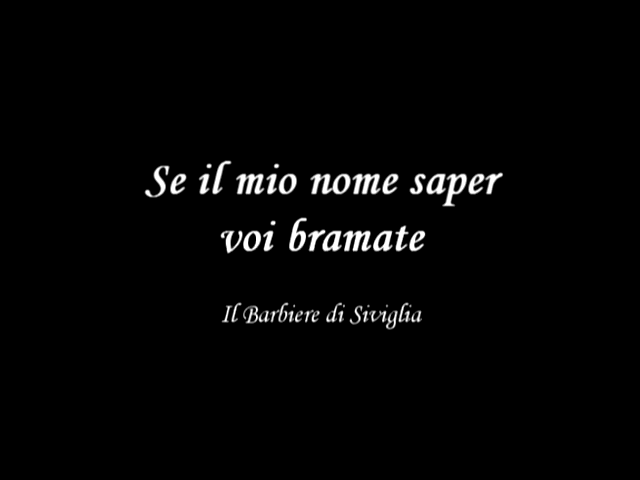 Se il mio nome saper
voi bramate
Il Barbiere di Siviglia